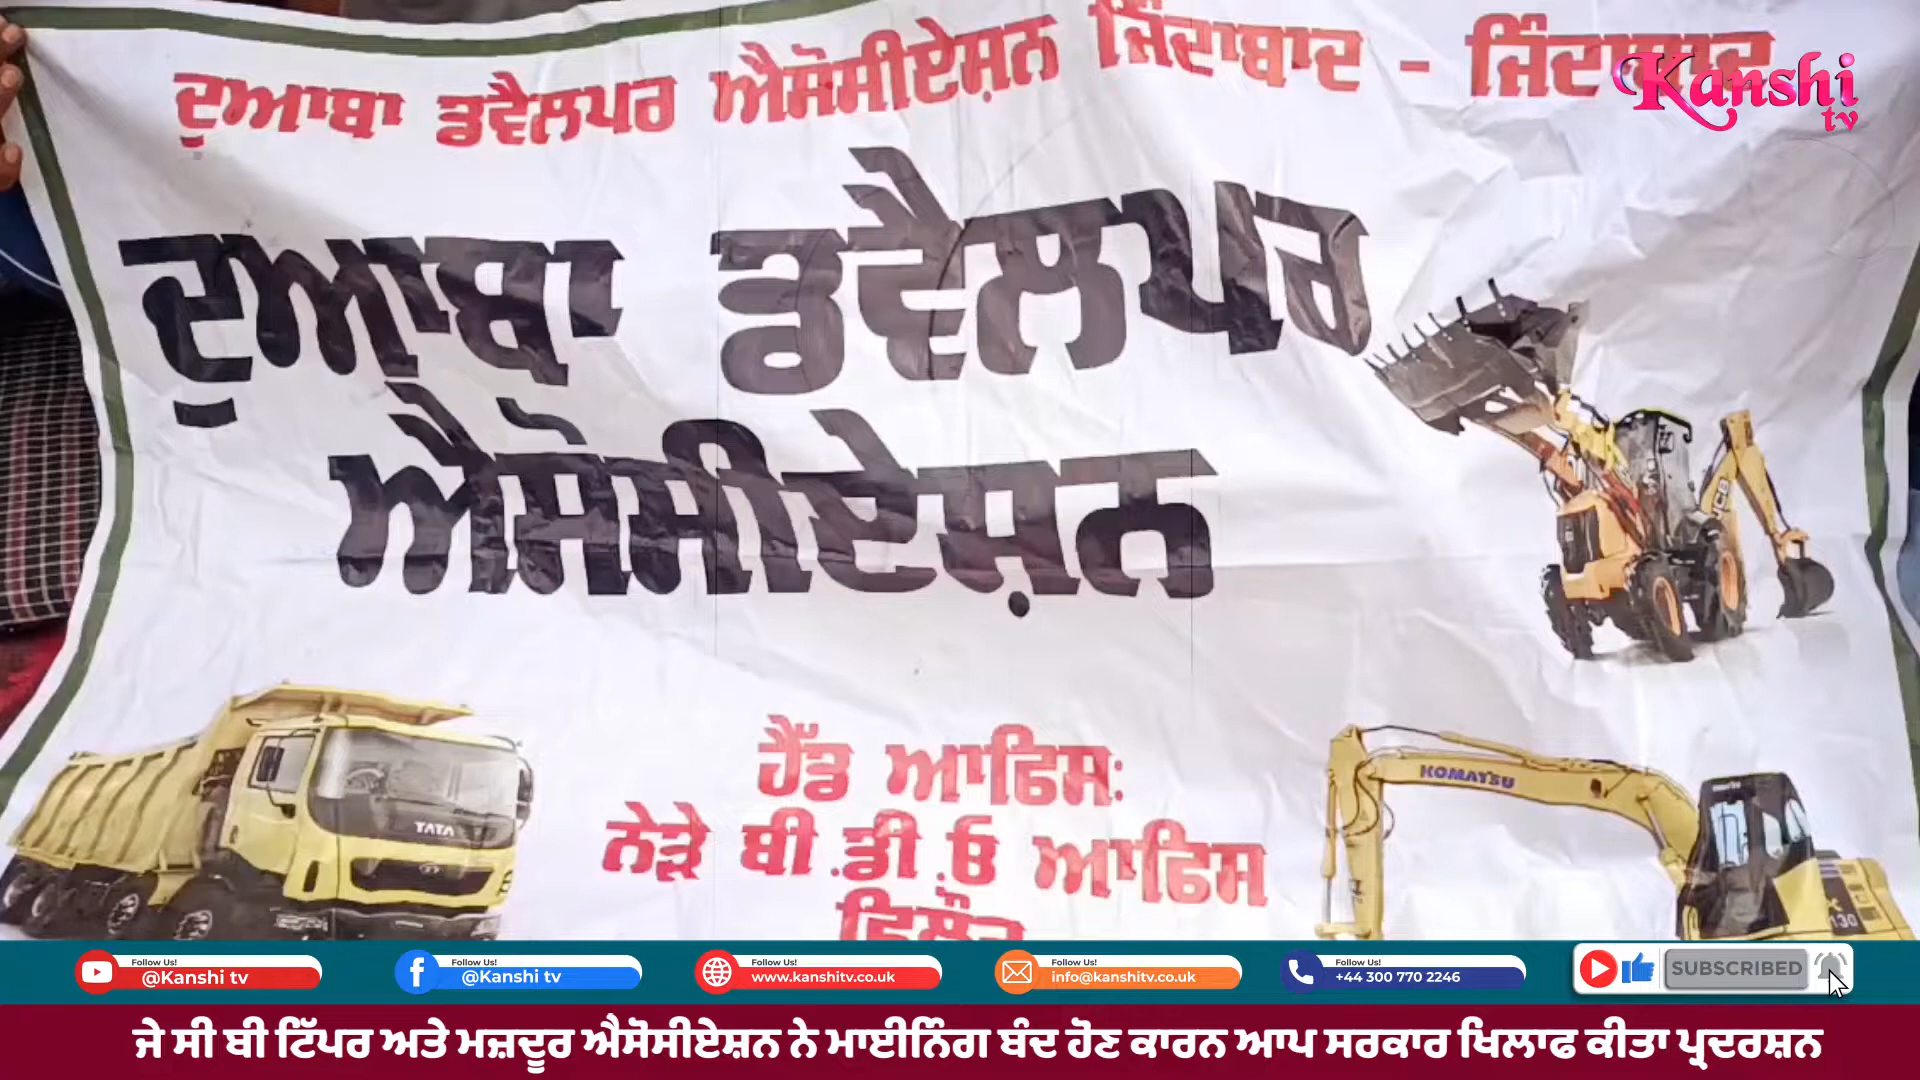 ਦੁਆਬਾ ਡਵੈਲਪਰ ਐਸੋਸੀਏਸ਼ਨ ਜਿੰਦਾਬਾਦ - ਜਿੰਦਾਬਾਦ
Kanshi
tv
ਦੁਆਬਾ ਡਵੈਲਪਰ
ਐਸੋਸੀਏਸ਼ਨ
JCB
ਹੈੱਡ ਆਫਿਸ:
ਨੇੜੇ ਬੀ.ਡੀ.ਓ ਆਫਿਸ
KOMATSU
TATA
130
Follow Us!
@Kanshi tv
Follow Us!
@Kanshi tv
Follow Us!
www.kanshitv.co.uk
Follow Us!
info@kanshitv.co.uk
Follow Us!
+44 300 770 2246
SUBSCRIBED
ਜੇ ਸੀ ਬੀ ਟਿੱਪਰ ਅਤੇ ਮਜ਼ਦੂਰ ਐਸੋਸੀਏਸ਼ਨ ਨੇ ਮਾਈਨਿੰਗ ਬੰਦ ਹੋਣ ਕਾਰਨ ਆਪ ਸਰਕਾਰ ਖਿਲਾਫ ਕੀਤਾ ਪ੍ਰਦਰਸ਼ਨ